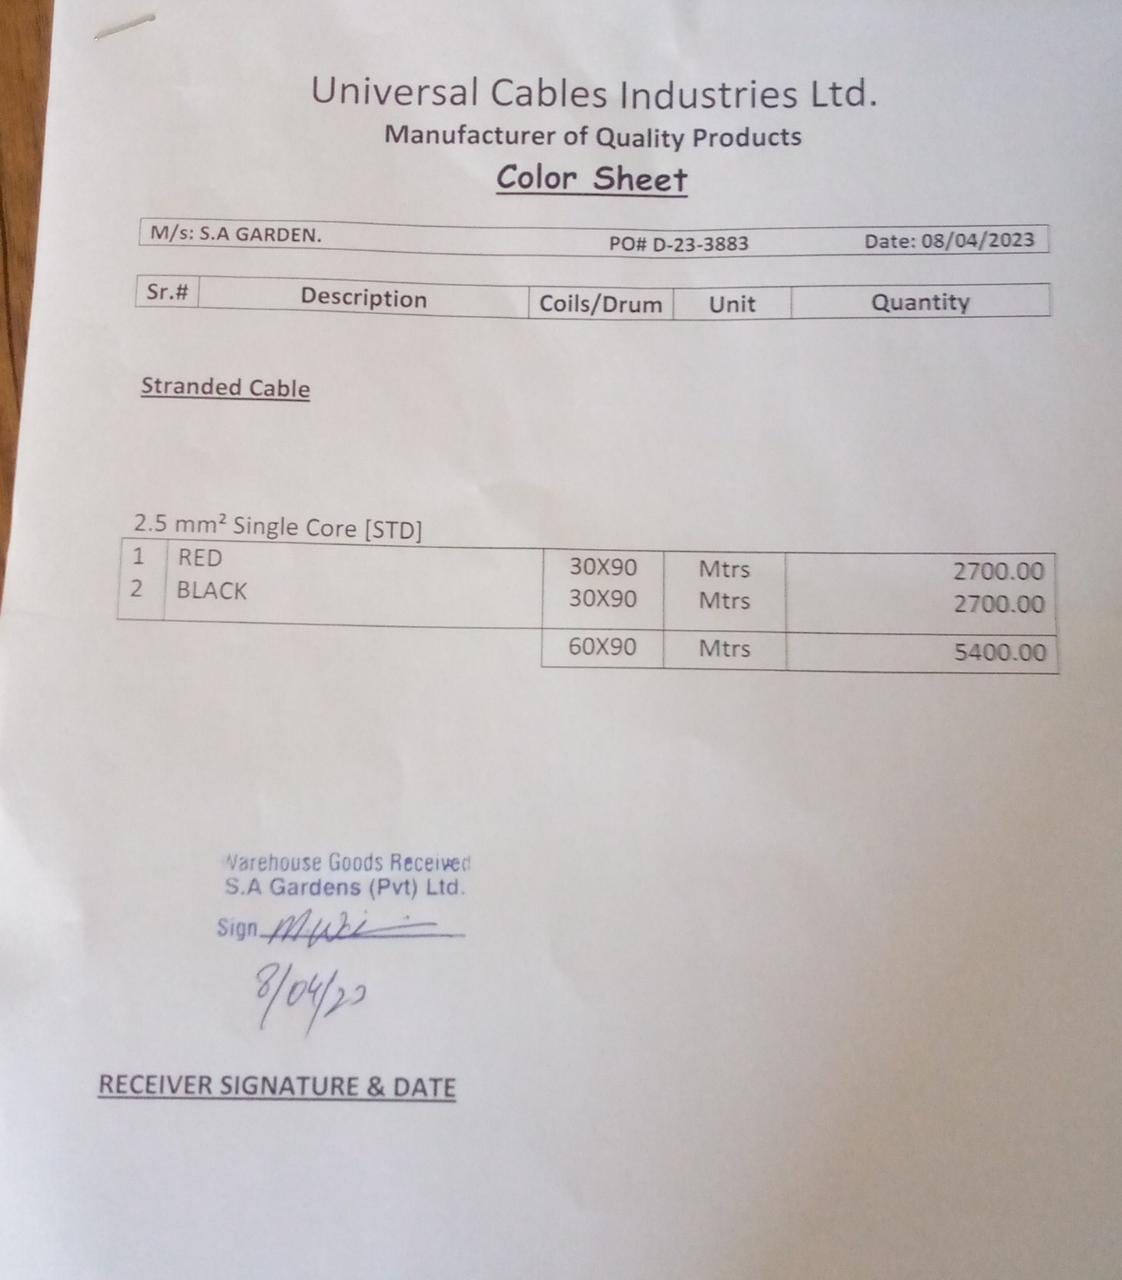 Universal Cables Industries Ltd.
Manufacturer of Quality Products
Color Sheet
M/s: S.A GARDEN. PO# D-23-3883 Date: 08/04/2023
Sr.# Description Coils/Drum Unit Quantity
Stranded Cable
2.5 mm² Single Core [STD]
1 RED 30X90 Mtrs 2700.00
2 BLACK 30X90 Mtrs 2700.00
60X90 Mtrs 5400.00
Warehouse Goods Received
S.A Gardens (Pvt) Ltd.
Sign
8/04/23
RECEIVER SIGNATURE & DATE